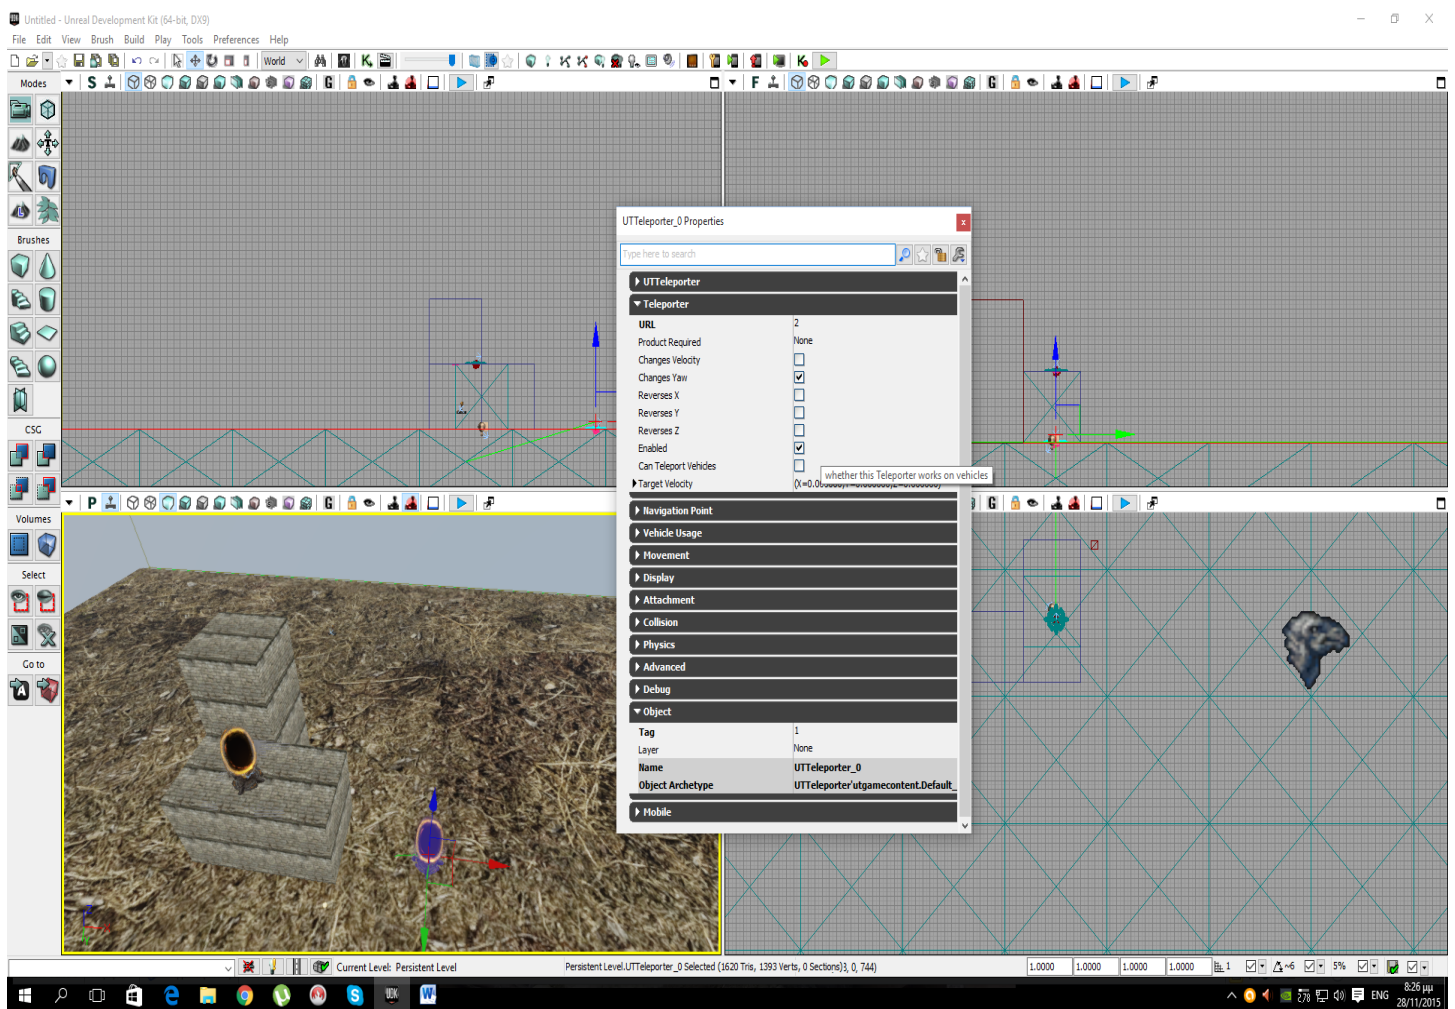 Untitled - Unreal Development Kit (64-bit, DX9)
File Edit View Brush Build Play Tools Preferences Help
World
Modes
S
G
F
G
Brushes
CSG
Volumes
Select
Go to
P
G
G
UTTeleporter_0 Properties
x
Type here to search
UTTeleporter
Teleporter
URL 2
Product Required None
Changes Velocity
Changes Yaw
Reverses X
Reverses Y
Reverses Z
Enabled
Can Teleport Vehicles
whether this Teleporter works on vehicles
Target Velocity
Navigation Point
Vehicle Usage
Movement
Display
Attachment
Collision
Physics
Advanced
Debug
Object
Tag 1
Layer None
Name UTTeleporter_0
Object Archetype UTTeleporter'utgamecontent.Default_
Mobile
Current Level: Persistent Level
Persistent Level.UTTeleporter_0 Selected (1620 Tris, 1393 Verts, 0 Sections)3, 0, 744)
1.0000 1.0000 1.0000 1.0000 1 5%
ENG
8:26 μμ
28/11/2015